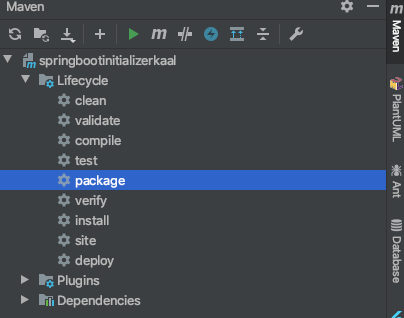 Maven
springbootinitializerkaal
Lifecycle
clean
validate
compile
test
package
verify
install
site
deploy
Plugins
Dependencies
m
Maven
PlantUML
Ant
Database